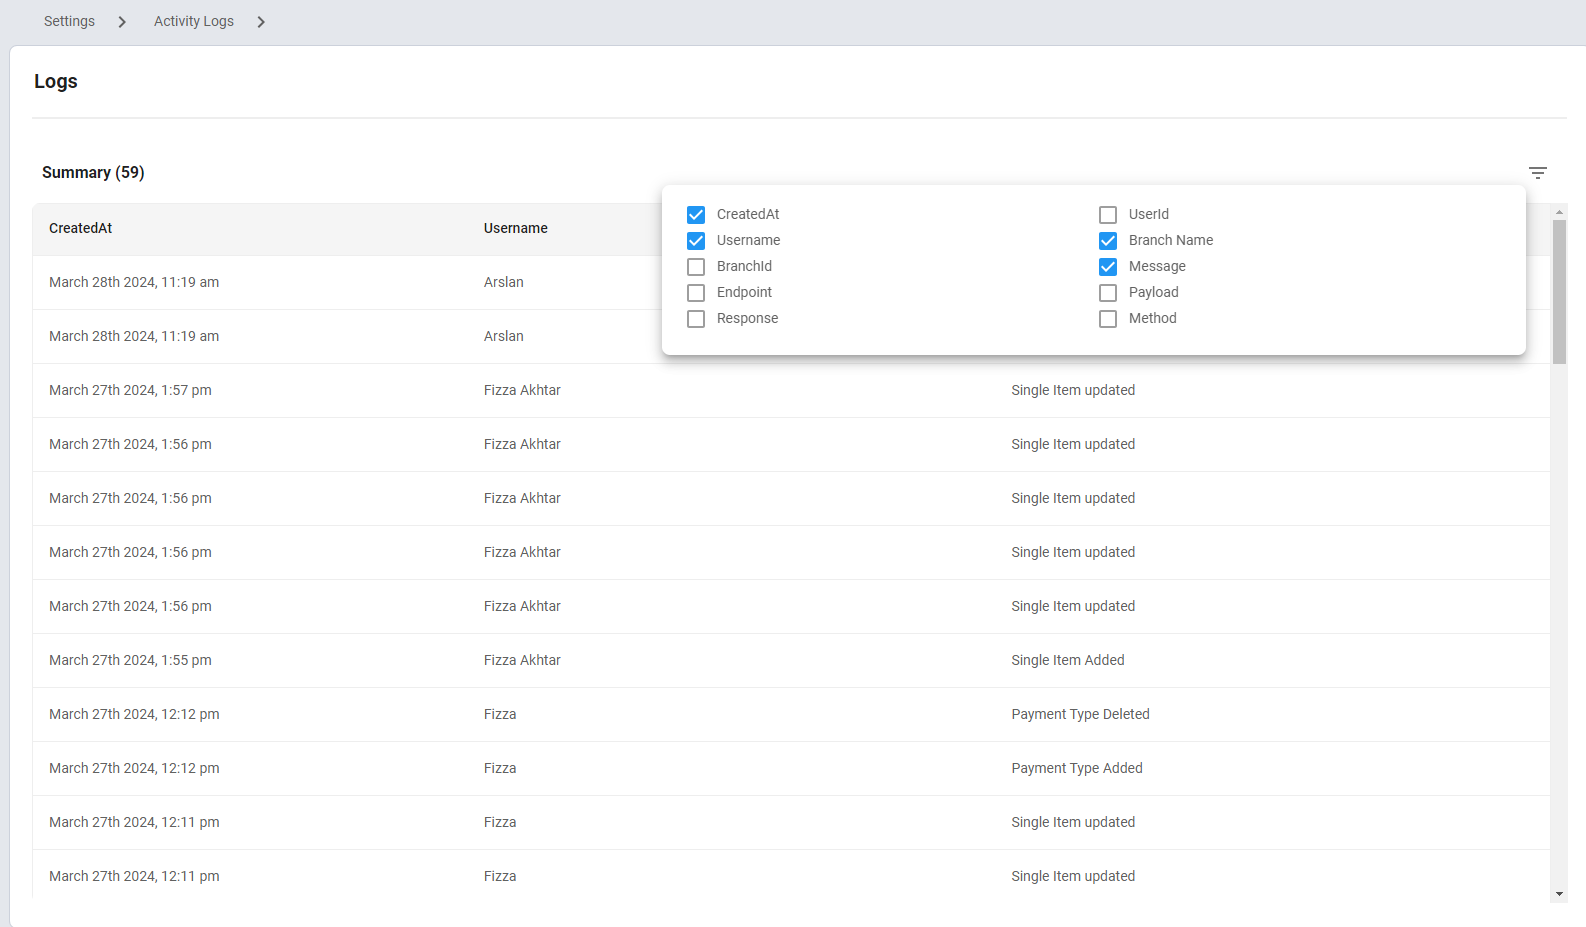 Settings > Activity Logs >
Logs
Summary (59)
CreatedAt Username
CreatedAt UserId
Username Branch Name
BranchId Message
Endpoint Payload
Response Method
March 28th 2024, 11:19 am Arslan
March 28th 2024, 11:19 am Arslan
March 27th 2024, 1:57 pm Fizza Akhtar Single Item updated
March 27th 2024, 1:56 pm Fizza Akhtar Single Item updated
March 27th 2024, 1:56 pm Fizza Akhtar Single Item updated
March 27th 2024, 1:56 pm Fizza Akhtar Single Item updated
March 27th 2024, 1:56 pm Fizza Akhtar Single Item updated
March 27th 2024, 1:55 pm Fizza Akhtar Single Item Added
March 27th 2024, 12:12 pm Fizza Payment Type Deleted
March 27th 2024, 12:12 pm Fizza Payment Type Added
March 27th 2024, 12:11 pm Fizza Single Item updated
March 27th 2024, 12:11 pm Fizza Single Item updated